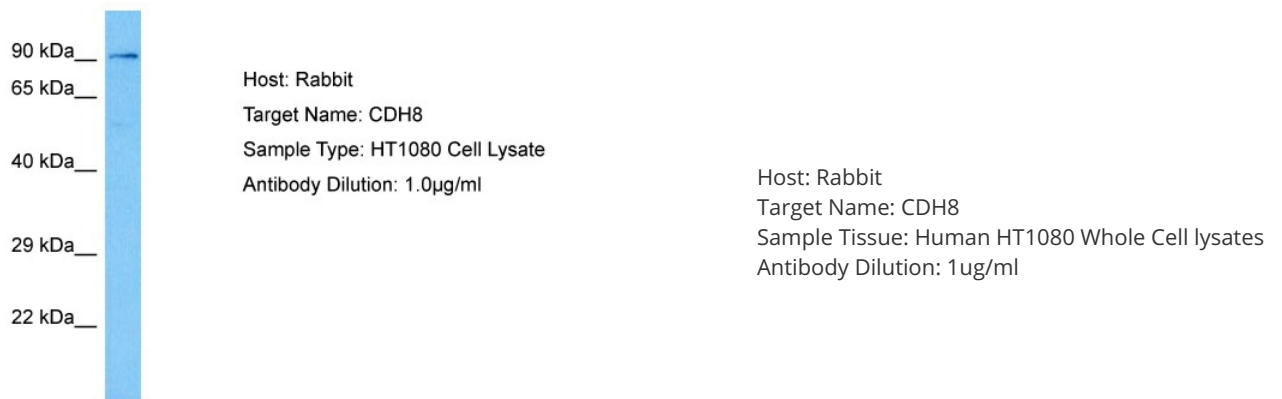 90 kDa__
65 kDa__
40 kDa__
29 kDa__
22 kDa__
Host: Rabbit
Target Name: CDH8
Sample Type: HT1080 Cell Lysate
Antibody Dilution: 1.0µg/ml
Host: Rabbit
Target Name: CDH8
Sample Tissue: Human HT1080 Whole Cell lysates
Antibody Dilution: 1ug/ml